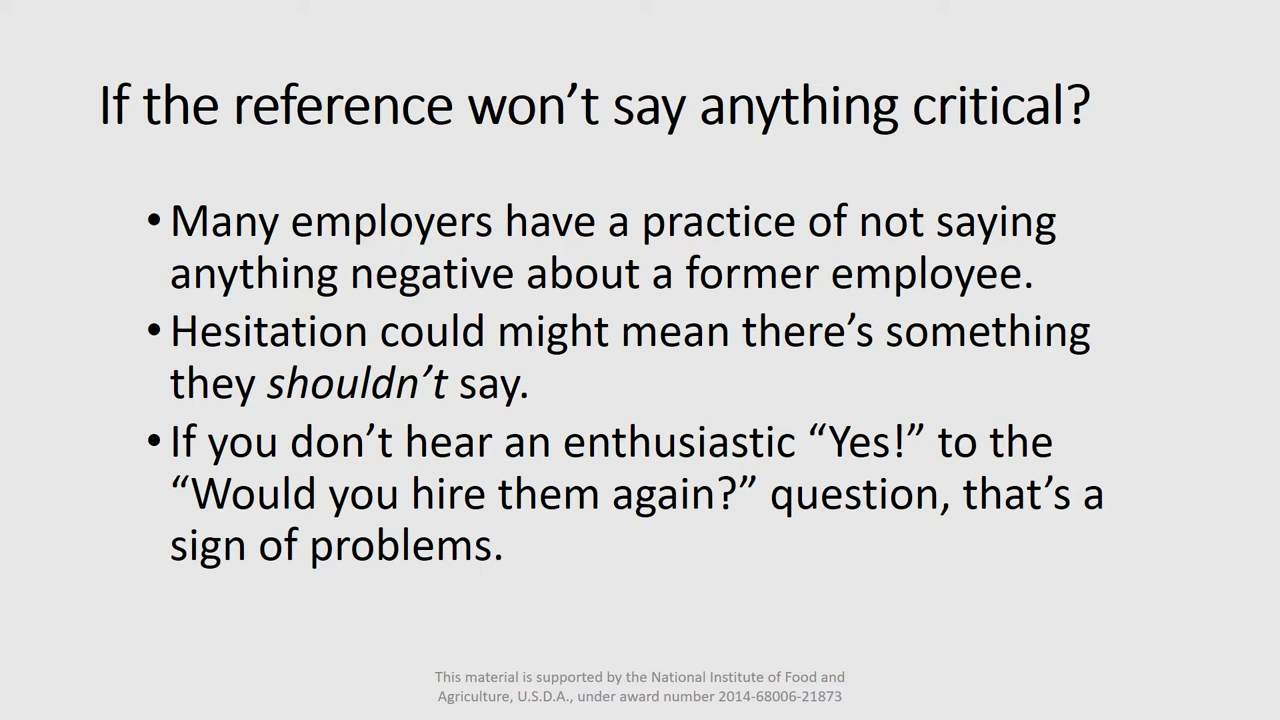 If the reference won’t say anything critical?
•Many employers have a practice of not saying
anything negative about a former employee.
•Hesitation could might mean there’s something
they shouldn’t say.
•If you don’t hear an enthusiastic “Yes!” to the
“Would you hire them again?” question, that’s a
sign of problems.
This material is supported by the National Institute of Food and
Agriculture, U.S.D.A., under award number 2014-68006-21873